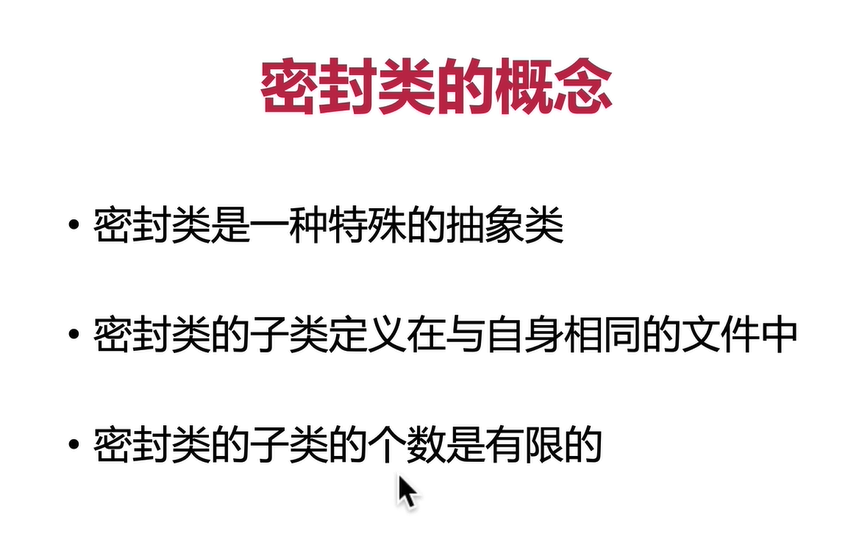 密封类的概念
• 密封类是一种特殊的抽象类
• 密封类的子类定义在与自身相同的文件中
• 密封类的子类的个数是有限的